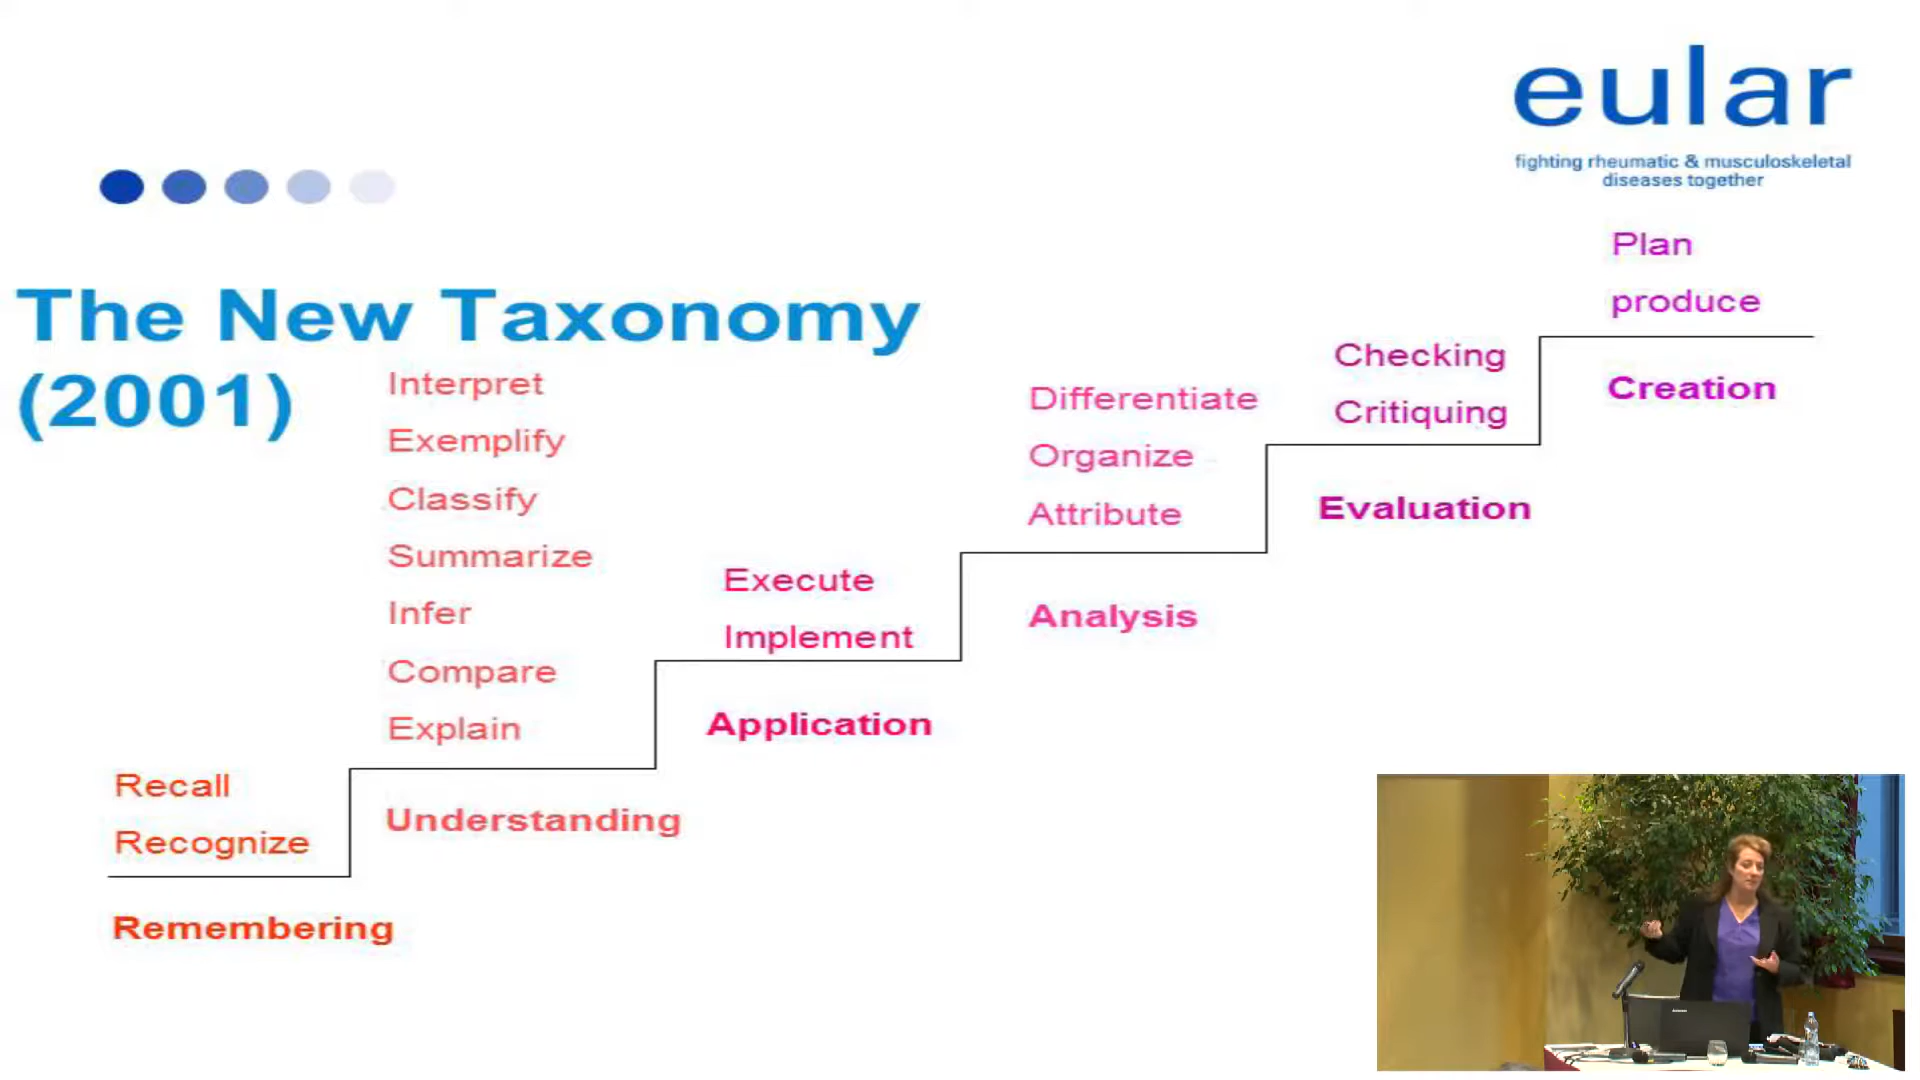 eular
fighting rheumatic & musculoskeletal
diseases together
The New Taxonomy
(2001)
Plan
produce
Creation
Checking
Critiquing
Evaluation
Differentiate
Organize
Attribute
Analysis
Execute
Implement
Application
Interpret
Exemplify
Classify
Summarize
Infer
Compare
Explain
Understanding
Recall
Recognize
Remembering